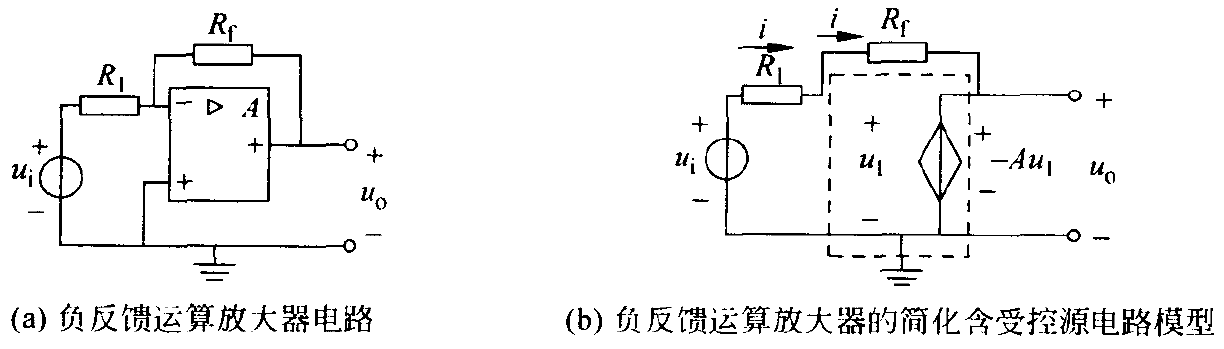 R_f
R_1
− ▷ A
+
+
+
u_i
−
+
u_o
−
(a) 负反馈运算放大器电路
i i R_f
R_1
+
u_i
−
+
u_1
−
+
−Au_1
−
+
u_o
−
(b) 负反馈运算放大器的简化含受控源电路模型